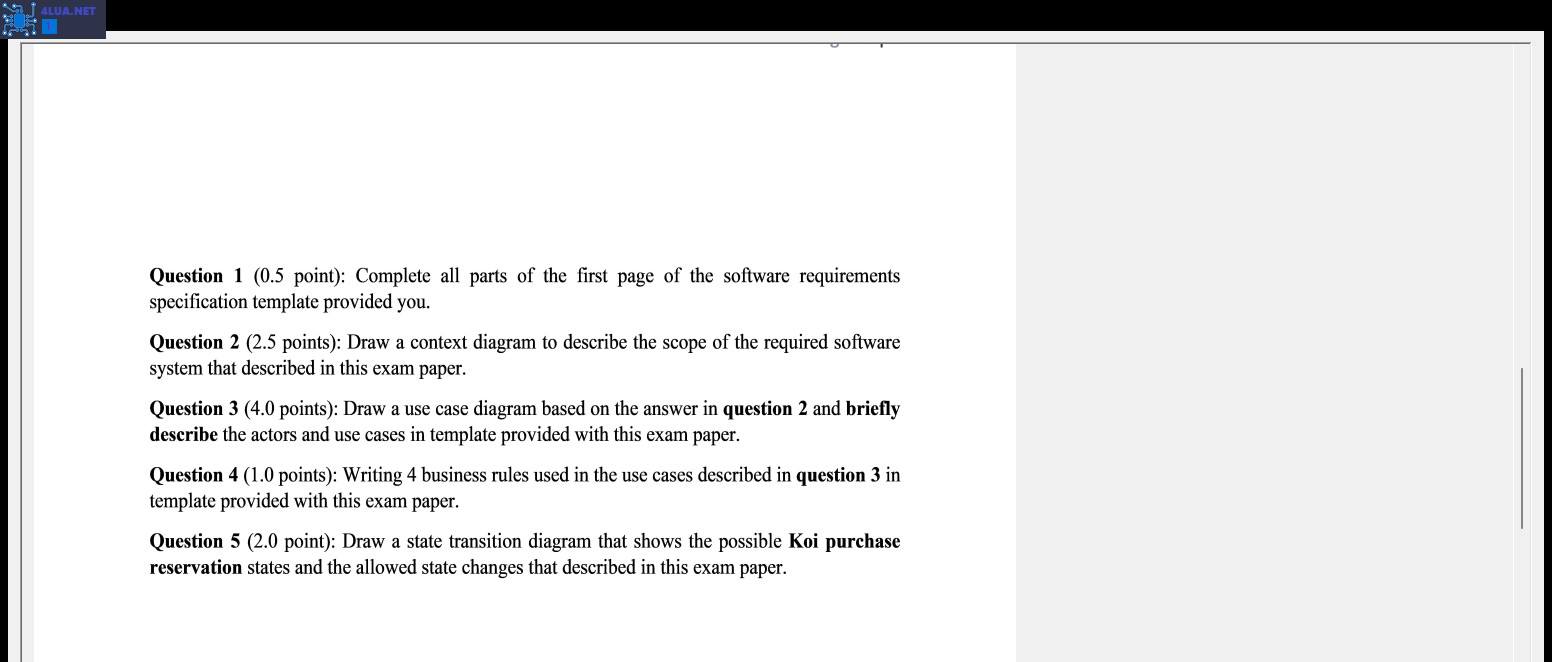 4LUA.NET
Question 1 (0.5 point): Complete all parts of the first page of the software requirements
specification template provided you.
Question 2 (2.5 points): Draw a context diagram to describe the scope of the required software
system that described in this exam paper.
Question 3 (4.0 points): Draw a use case diagram based on the answer in question 2 and briefly
describe the actors and use cases in template provided with this exam paper.
Question 4 (1.0 points): Writing 4 business rules used in the use cases described in question 3 in
template provided with this exam paper.
Question 5 (2.0 point): Draw a state transition diagram that shows the possible Koi purchase
reservation states and the allowed state changes that described in this exam paper.